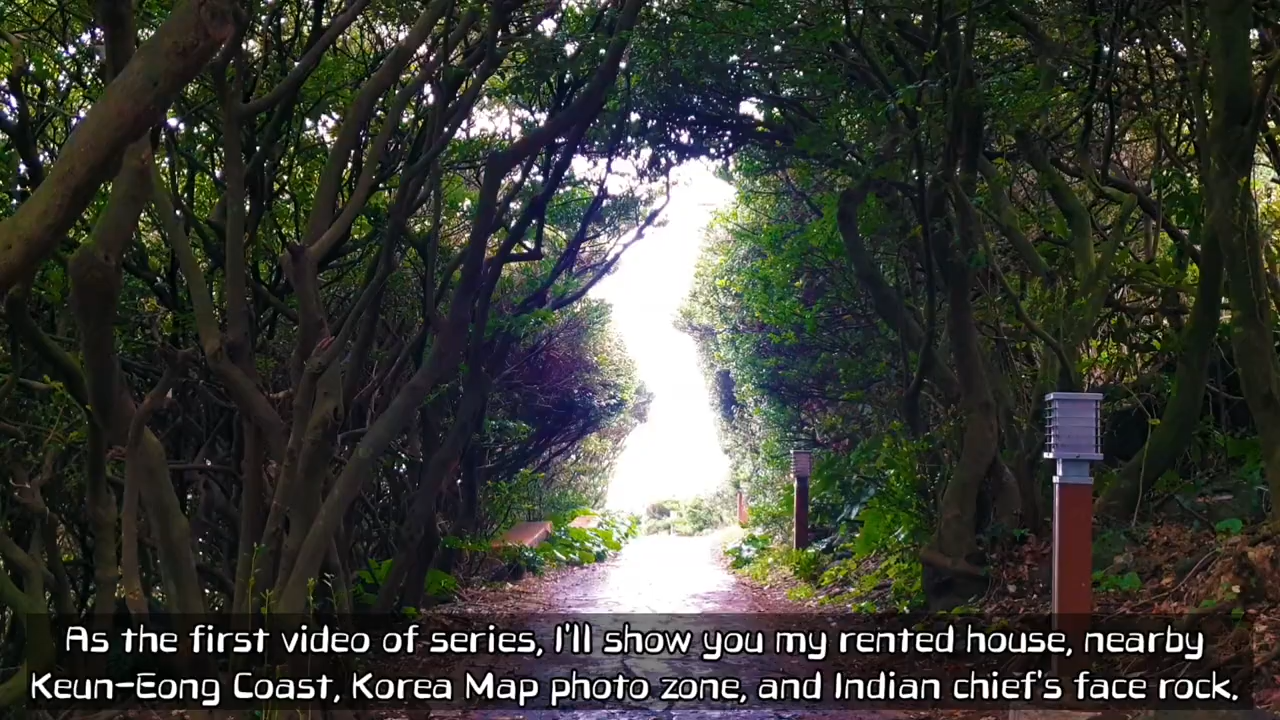 As the first video of series, I'll show you my rented house, nearby
Keun-Eong Coast, Korea Map photo zone, and Indian chief's face rock.